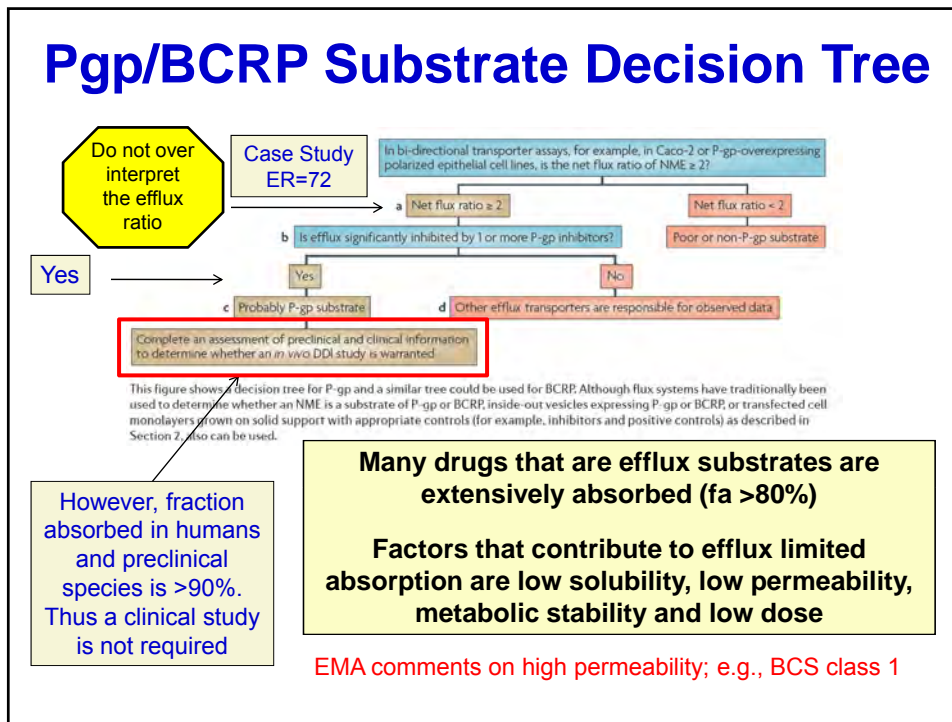 Pgp/BCRP Substrate Decision Tree
Do not over
interpret
the efflux
ratio
Case Study
ER=72
In bi-directional transporter assays, for example, in Caco-2 or P-gp-overexpressing
polarized epithelial cell lines, is the net flux ratio of NME ≥ 2?
a Net flux ratio ≥ 2
Net flux ratio < 2
b Is efflux significantly inhibited by 1 or more P-gp inhibitors?
Poor or non-P-gp substrate
Yes
Yes
No
c Probably P-gp substrate
d Other efflux transporters are responsible for observed data
Complete an assessment of preclinical and clinical information
to determine whether an in vivo DDI study is warranted
This figure shows a decision tree for P-gp and a similar tree could be used for BCRP. Although flux systems have traditionally been
used to determine whether an NME is a substrate of P-gp or BCRP, inside-out vesicles expressing P-gp or BCRP, or transfected cell
monolayers grown on solid support with appropriate controls (for example, inhibitors and positive controls) as described in
Section 2, also can be used.
However, fraction
absorbed in humans
and preclinical
species is >90%.
Thus a clinical study
is not required
Many drugs that are efflux substrates are
extensively absorbed (fa >80%)
Factors that contribute to efflux limited
absorption are low solubility, low permeability,
metabolic stability and low dose
EMA comments on high permeability; e.g., BCS class 1